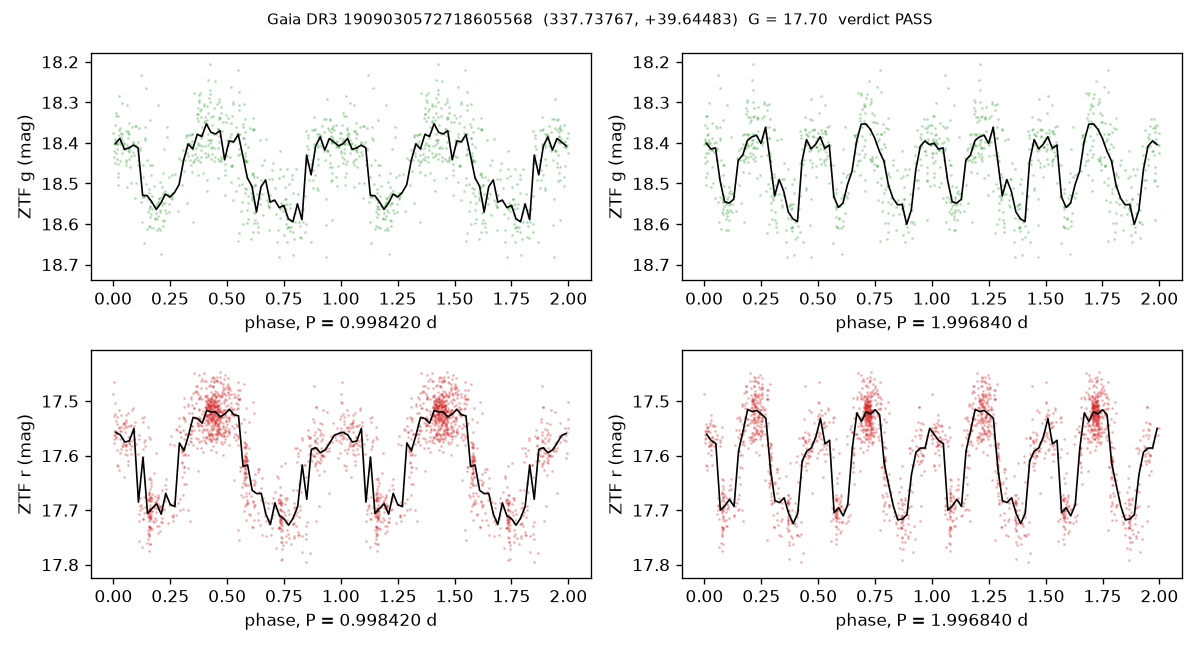 Gaia DR3 1909030572718605568  (337.73767, +39.64483)  G = 17.70  verdict PASS
ZTF g (mag)
18.2
18.3
18.4
18.5
18.6
18.7
0.00 0.25 0.50 0.75 1.00 1.25 1.50 1.75 2.00
phase, P = 0.998420 d
ZTF g (mag)
18.2
18.3
18.4
18.5
18.6
18.7
0.00 0.25 0.50 0.75 1.00 1.25 1.50 1.75 2.00
phase, P = 1.996840 d
ZTF r (mag)
17.5
17.6
17.7
17.8
0.00 0.25 0.50 0.75 1.00 1.25 1.50 1.75 2.00
phase, P = 0.998420 d
ZTF r (mag)
17.5
17.6
17.7
17.8
0.00 0.25 0.50 0.75 1.00 1.25 1.50 1.75 2.00
phase, P = 1.996840 d